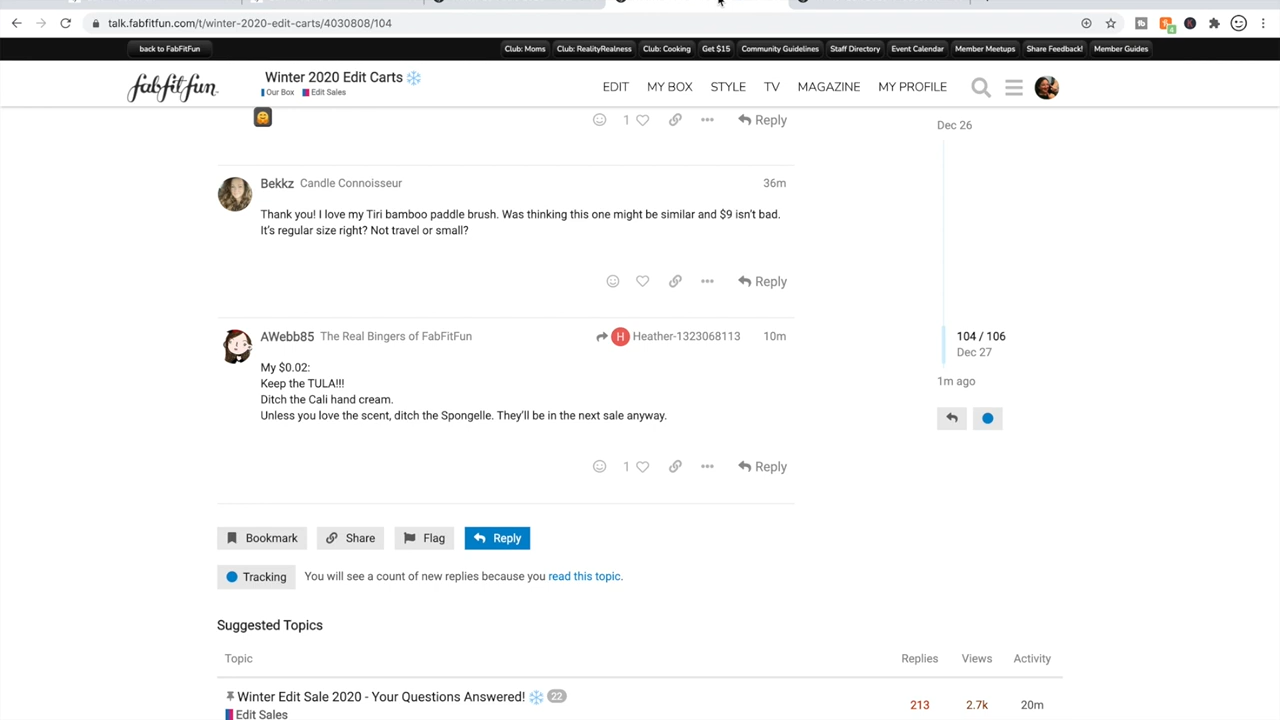 talk.fabfitfun.com/t/winter-2020-edit-carts/4030808/104
back to FabFitFun
Club: Moms
Club: RealityRealness
Club: Cooking
Get $15
Community Guidelines
Staff Directory
Event Calendar
Member Meetups
Share Feedback!
Member Guides
fabfitfun.
Winter 2020 Edit Carts
Our Box Edit Sales
EDIT
MY BOX
STYLE
TV
MAGAZINE
MY PROFILE
1
Reply
Dec 26
Bekkz Candle Connoisseur 36m
Thank you! I love my Tiri bamboo paddle brush. Was thinking this one might be similar and $9 isn't bad.
It's regular size right? Not travel or small?
Reply
AWebb85 The Real Bingers of FabFitFun H Heather-1323068113 10m
My $0.02:
Keep the TULA!!!
Ditch the Cali hand cream.
Unless you love the scent, ditch the Spongelle. They'll be in the next sale anyway.
1
Reply
104 / 106
Dec 27
1m ago
Bookmark
Share
Flag
Reply
Tracking You will see a count of new replies because you read this topic.
Suggested Topics
Topic Replies Views Activity
Winter Edit Sale 2020 - Your Questions Answered! 22
Edit Sales
213 2.7k 20m